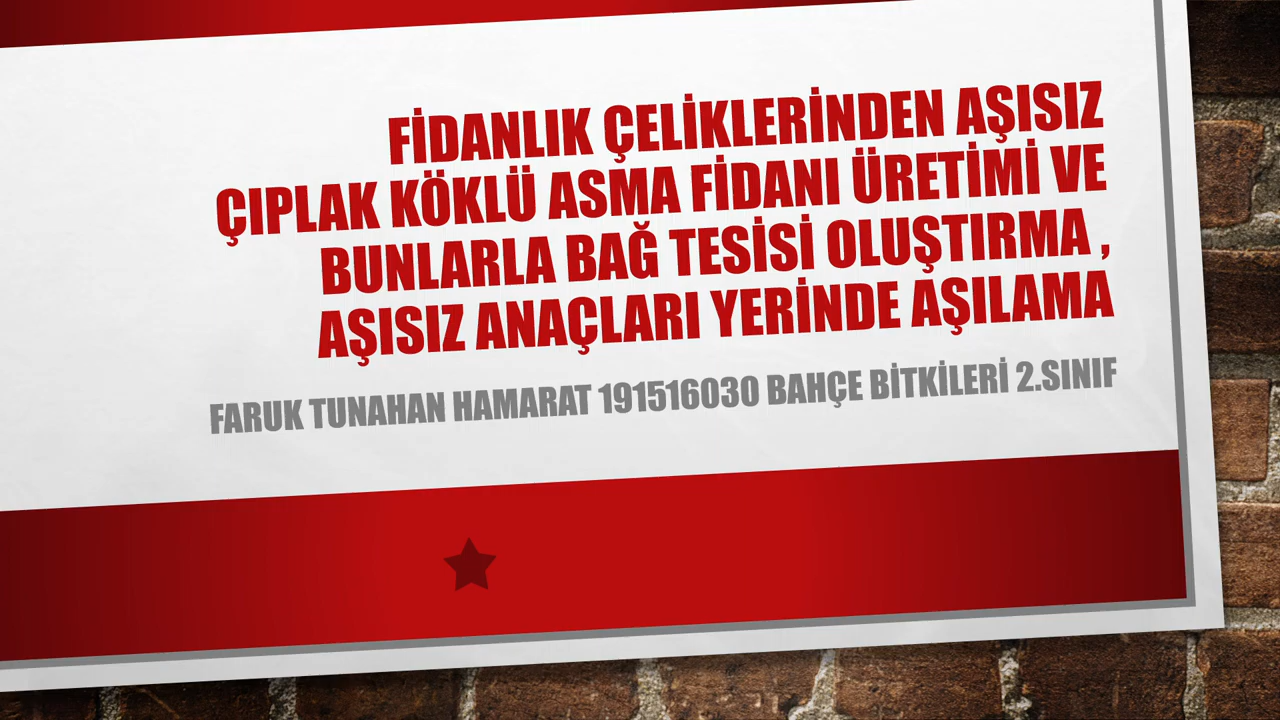 FİDANLIK ÇELİKLERİNDEN AŞISIZ
ÇIPLAK KÖKLÜ ASMA FİDANI ÜRETİMİ VE
BUNLARLA BAĞ TESİSİ OLUŞTIRMA ,
AŞISIZ ANAÇLARI YERİNDE AŞILAMA
FARUK TUNAHAN HAMARAT 191516030 BAHÇE BİTKİLERİ 2.SINIF